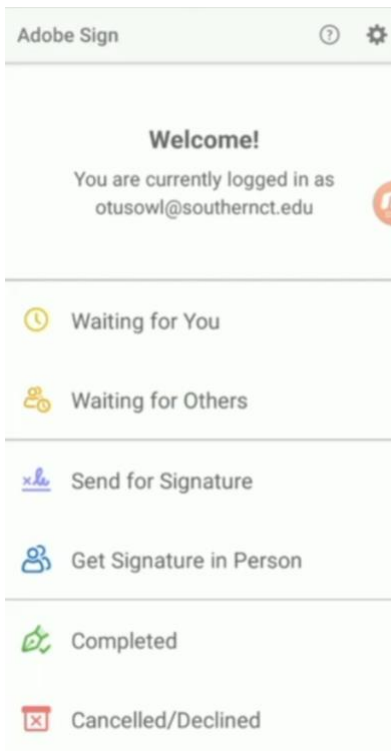 Adobe Sign
Welcome!
You are currently logged in as
otusowl@southernct.edu
Waiting for You
Waiting for Others
Send for Signature
Get Signature in Person
Completed
Cancelled/Declined